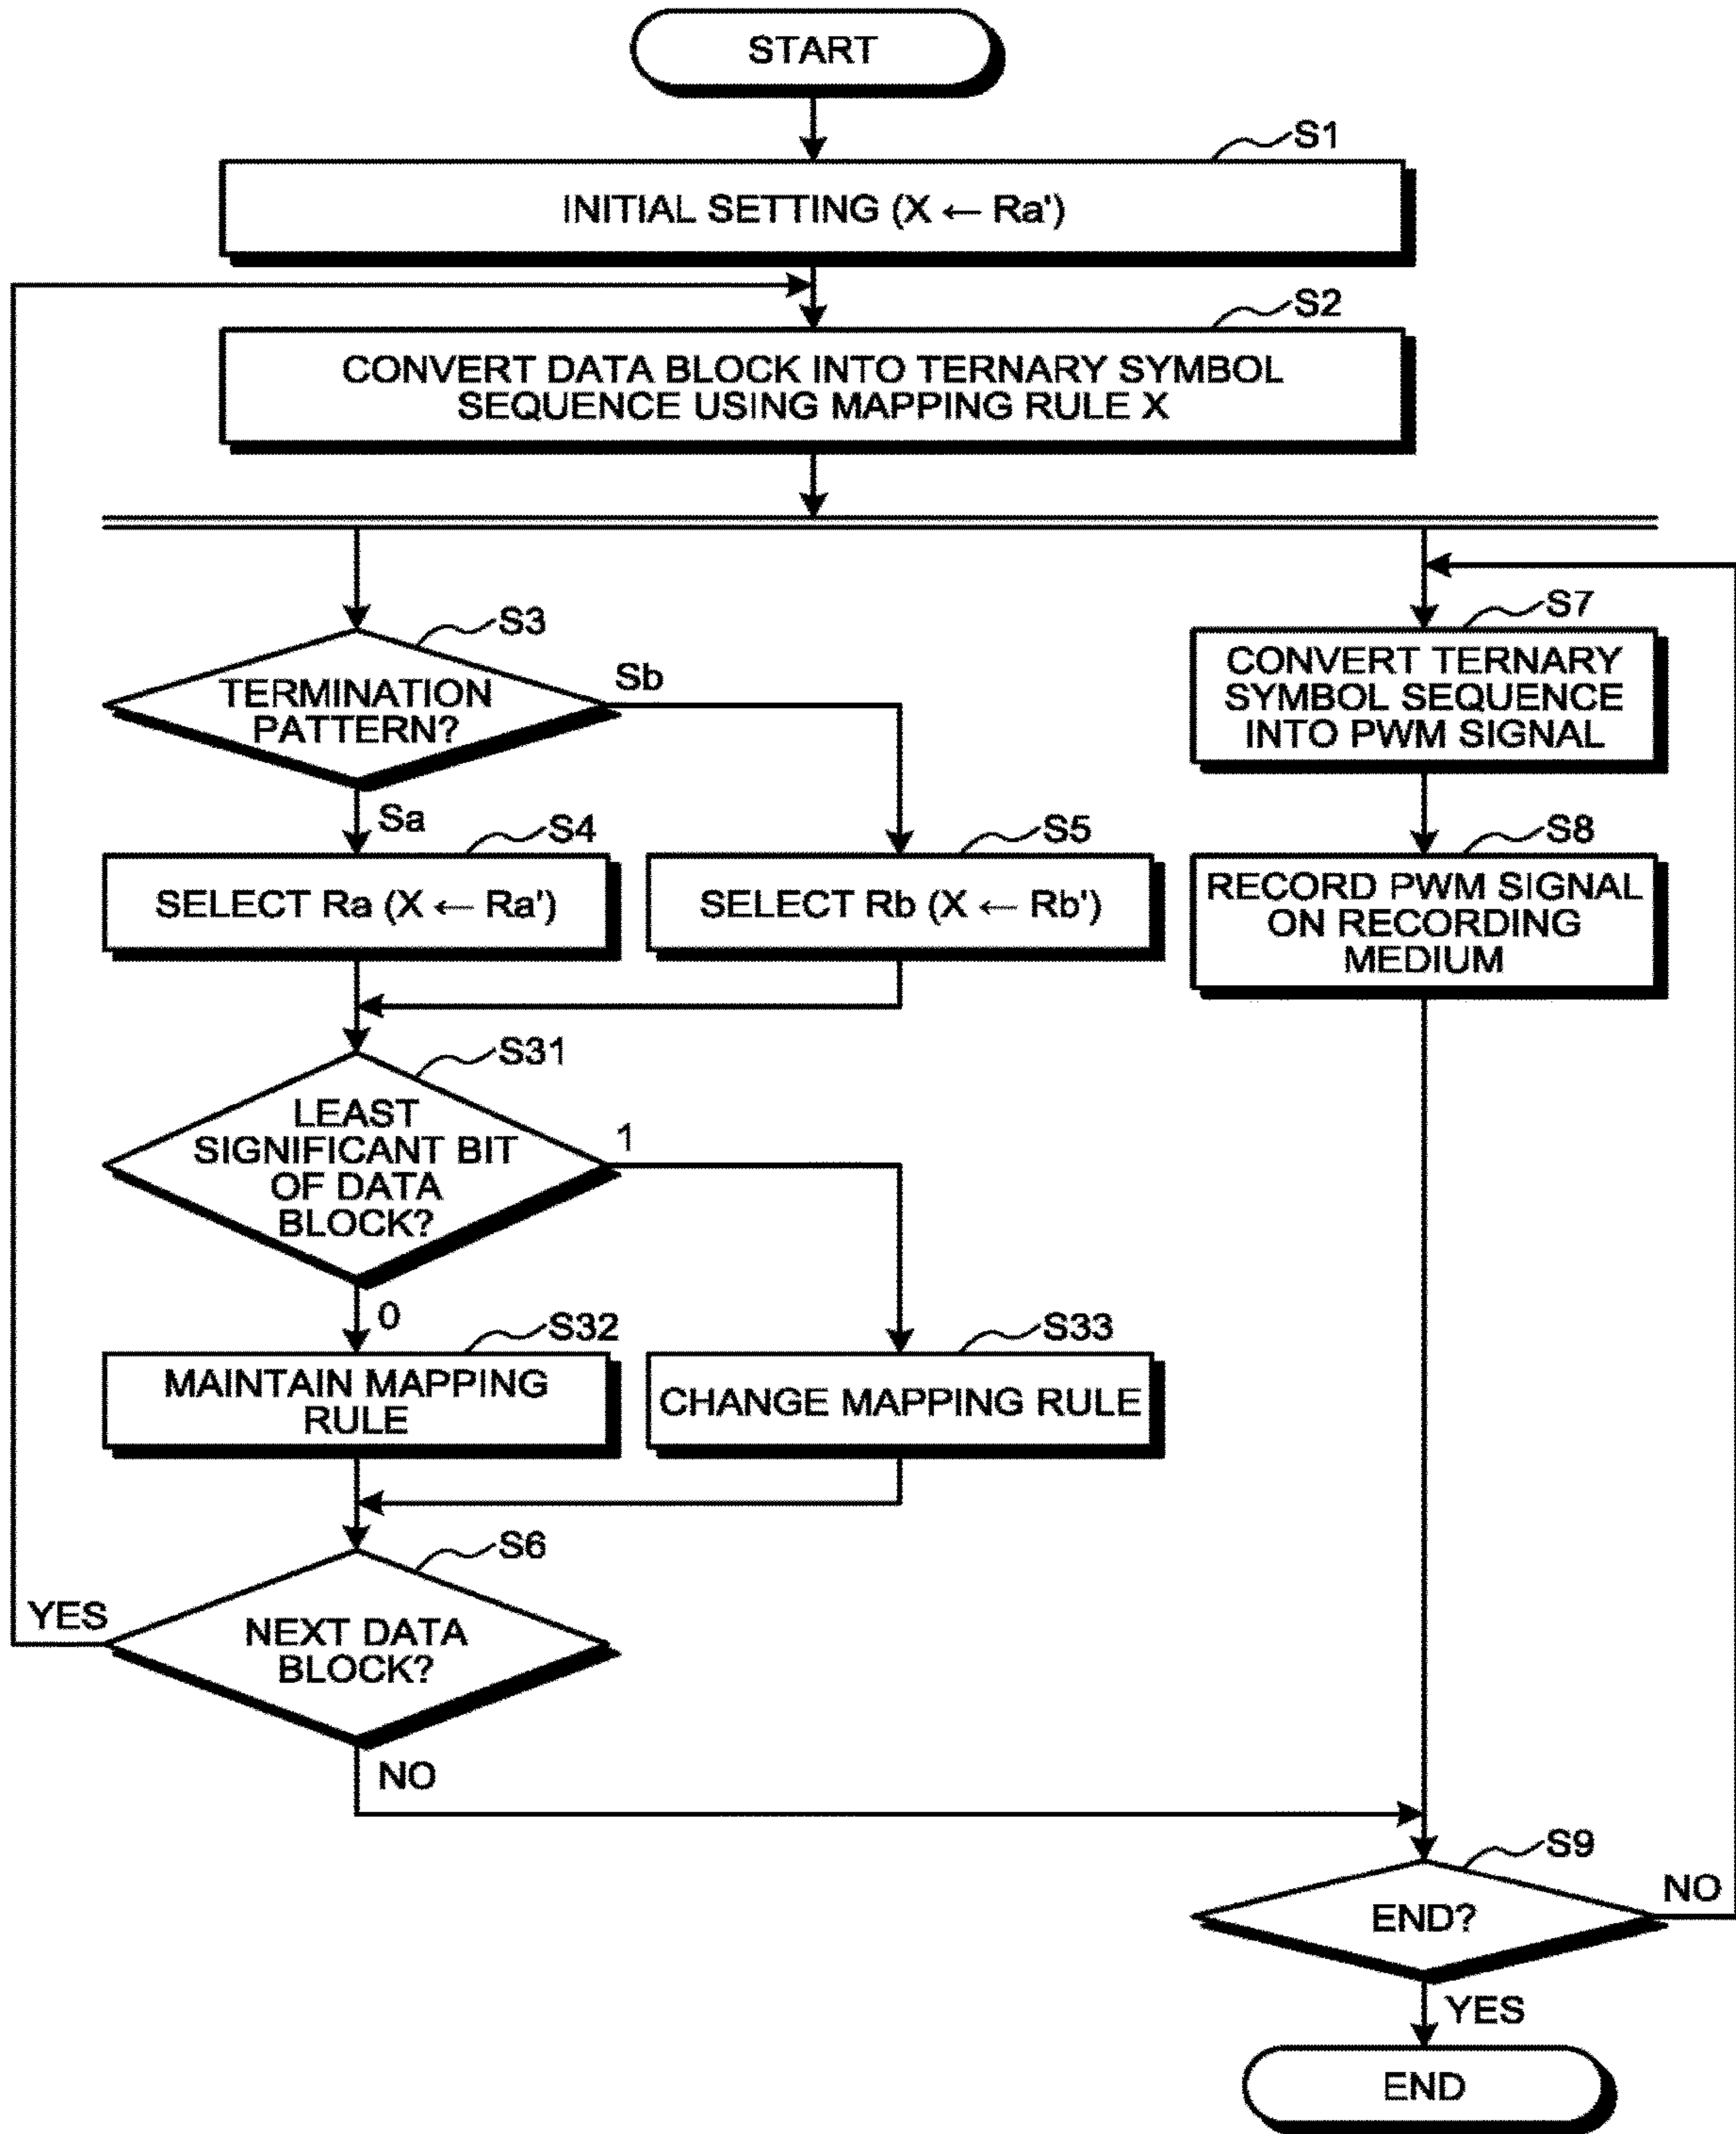 START
S1
INITIAL SETTING (X ← Ra')
S2
CONVERT DATA BLOCK INTO TERNARY SYMBOL
SEQUENCE USING MAPPING RULE X
S3
TERMINATION
PATTERN?
Sb
Sa
S4
SELECT Ra (X ← Ra')
S5
SELECT Rb (X ← Rb')
S31
LEAST
SIGNIFICANT BIT
OF DATA
BLOCK?
1
0
S32
MAINTAIN MAPPING
RULE
S33
CHANGE MAPPING RULE
S6
NEXT DATA
BLOCK?
YES
NO
S7
CONVERT TERNARY
SYMBOL SEQUENCE
INTO PWM SIGNAL
S8
RECORD PWM SIGNAL
ON RECORDING
MEDIUM
S9
END?
NO
YES
END